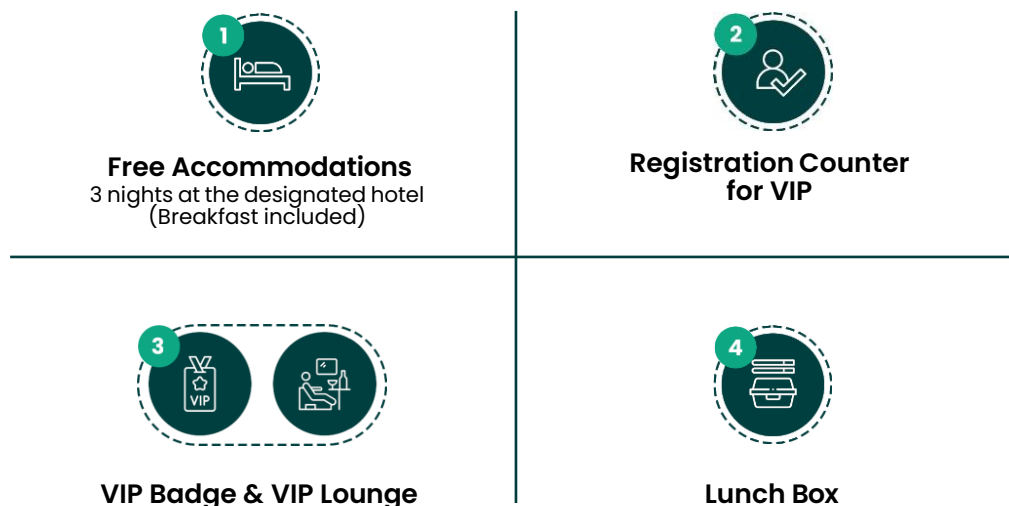 1
Free Accommodations
3 nights at the designated hotel
(Breakfast included)
2
Registration Counter
for VIP
3
VIP
VIP Badge & VIP Lounge
4
Lunch Box